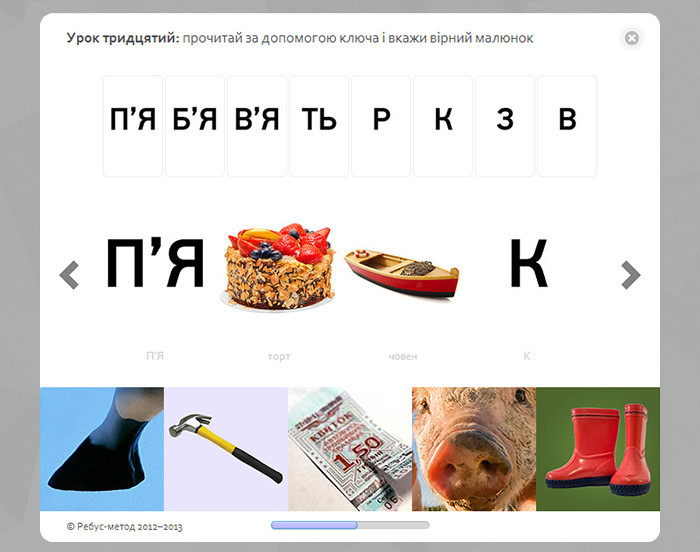 Урок тридцятий: прочитай за допомогою ключа і вкажи вірний малюнок
П’Я Б’Я В’Я ТЬ Р К З В
П’Я К
П’Я торт човен К
КВИТОК
1,50
© Ребус-метод 2012–2013